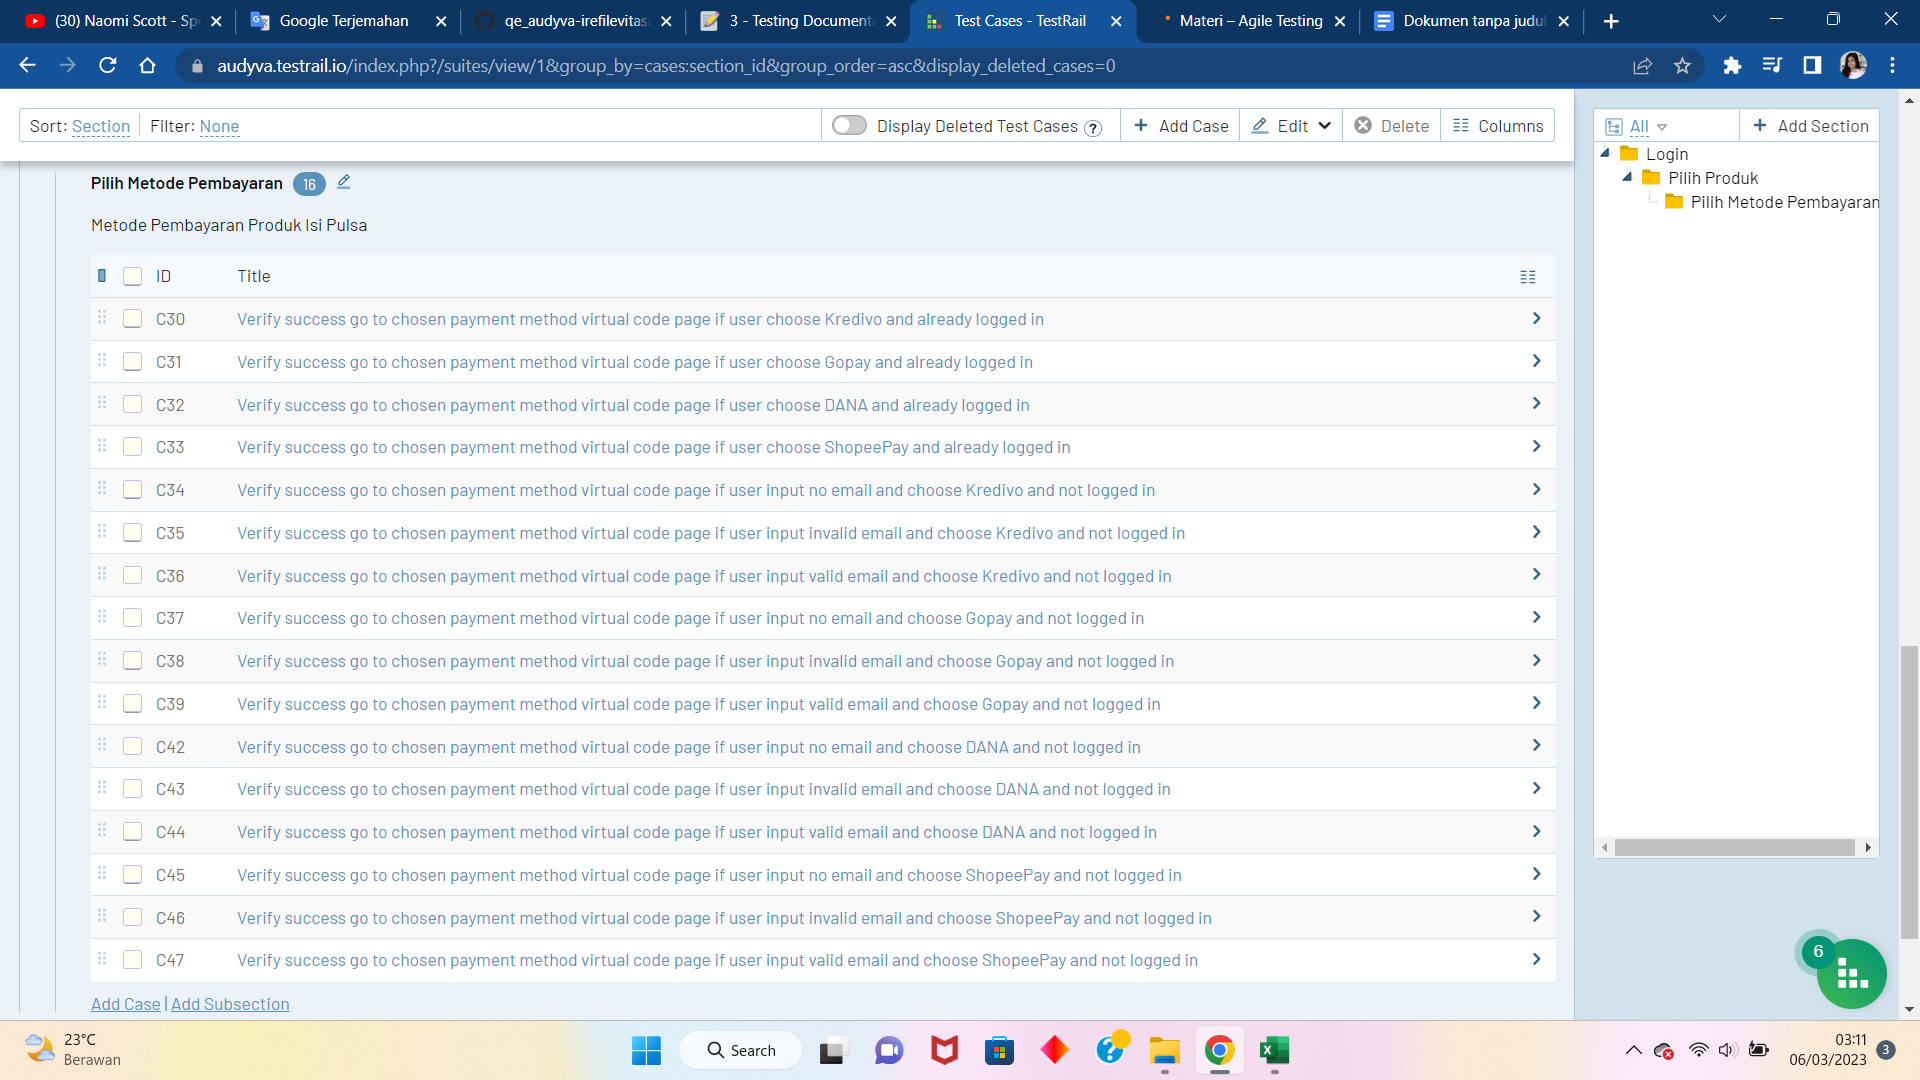 (30) Naomi Scott - Sp
Google Terjemahan
qe_audyva-irefilevitas
3 - Testing Documenta
Test Cases - TestRail
Materi – Agile Testing
Dokumen tanpa judul
audyva.testrail.io/index.php?/suites/view/1&group_by=cases:section_id&group_order=asc&display_deleted_cases=0
Sort: Section
Filter: None
Display Deleted Test Cases ?
+ Add Case
Edit
Delete
Columns
All
+ Add Section
Login
Pilih Produk
Pilih Metode Pembayaran
Pilih Metode Pembayaran 16
Metode Pembayaran Produk Isi Pulsa
ID Title
C30 Verify success go to chosen payment method virtual code page if user choose Kredivo and already logged in
C31 Verify success go to chosen payment method virtual code page if user choose Gopay and already logged in
C32 Verify success go to chosen payment method virtual code page if user choose DANA and already logged in
C33 Verify success go to chosen payment method virtual code page if user choose ShopeePay and already logged in
C34 Verify success go to chosen payment method virtual code page if user input no email and choose Kredivo and not logged in
C35 Verify success go to chosen payment method virtual code page if user input invalid email and choose Kredivo and not logged in
C36 Verify success go to chosen payment method virtual code page if user input valid email and choose Kredivo and not logged in
C37 Verify success go to chosen payment method virtual code page if user input no email and choose Gopay and not logged in
C38 Verify success go to chosen payment method virtual code page if user input invalid email and choose Gopay and not logged in
C39 Verify success go to chosen payment method virtual code page if user input valid email and choose Gopay and not logged in
C42 Verify success go to chosen payment method virtual code page if user input no email and choose DANA and not logged in
C43 Verify success go to chosen payment method virtual code page if user input invalid email and choose DANA and not logged in
C44 Verify success go to chosen payment method virtual code page if user input valid email and choose DANA and not logged in
C45 Verify success go to chosen payment method virtual code page if user input no email and choose ShopeePay and not logged in
C46 Verify success go to chosen payment method virtual code page if user input invalid email and choose ShopeePay and not logged in
C47 Verify success go to chosen payment method virtual code page if user input valid email and choose ShopeePay and not logged in
Add Case | Add Subsection
6
23°C
Berawan
Search
03:11
06/03/2023
3